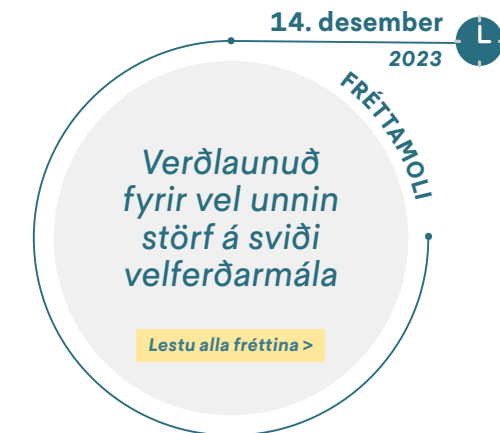 14. desember
2023
FRÉTTAMOLI
Verðlaunuð
fyrir vel unnin
störf á sviði
velferðarmála
Lestu alla fréttina >